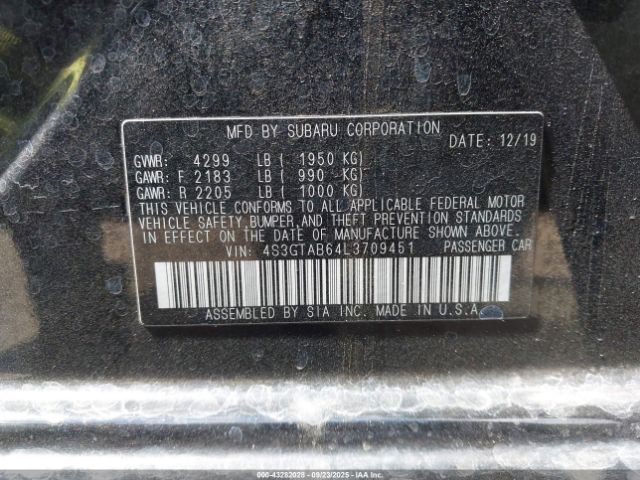 MFD BY SUBARU CORPORATION
DATE: 12/19
GVWR: 4299 LB ( 1950 KG)
GAWR: F 2183 LB ( 990 KG)
GAWR: R 2205 LB ( 1000 KG)
THIS VEHICLE CONFORMS TO ALL APPLICABLE FEDERAL MOTOR
VEHICLE SAFETY, BUMPER, AND THEFT PREVENTION STANDARDS
IN EFFECT ON THE DATE OF MANUFACTURE SHOWN ABOVE.
VIN: 4S3GTAB64L3709451 PASSENGER CAR
ASSEMBLED BY SIA INC. MADE IN U.S.A.
000-43282028 - 09/23/2025 - IAAI